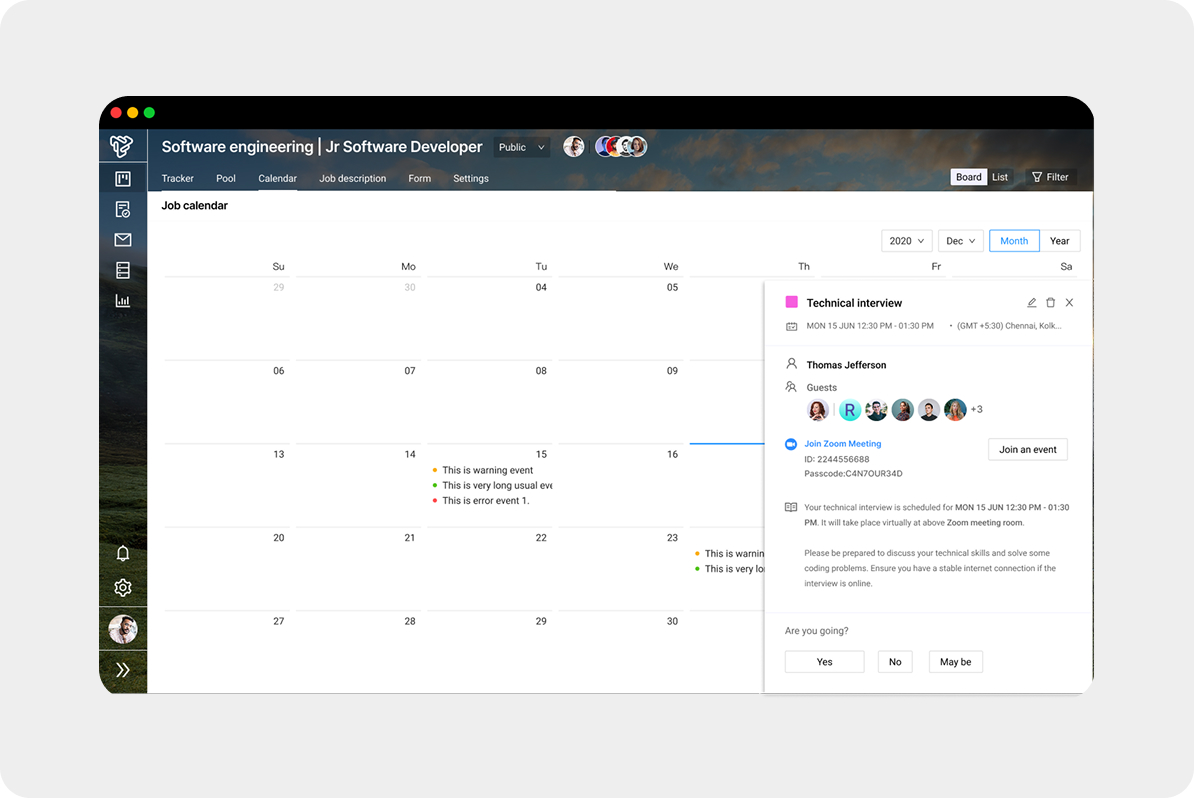 Software engineering | Jr Software Developer
Public
Tracker Pool Calendar Job description Form Settings
Board List Filter
Job calendar
2020 Dec Month Year
Su Mo Tu We Th Fr Sa
29 30 04 05
06 07 08 09
13 14 15 16
This is warning event
This is very long usual eve
This is error event 1.
20 21 22 23
This is warnin
This is very lo
27 28 29 30
Technical interview
MON 15 JUN 12:30 PM - 01:30 PM • (GMT +5:30) Chennai, Kolk...
Thomas Jefferson
Guests
R +3
Join Zoom Meeting
ID: 2244556688
Passcode:C4N7OUR34D
Join an event
Your technical interview is scheduled for MON 15 JUN 12:30 PM - 01:30
PM. It will take place virtually at above Zoom meeting room.
Please be prepared to discuss your technical skills and solve some
coding problems. Ensure you have a stable internet connection if the
interview is online.
Are you going?
Yes No May be